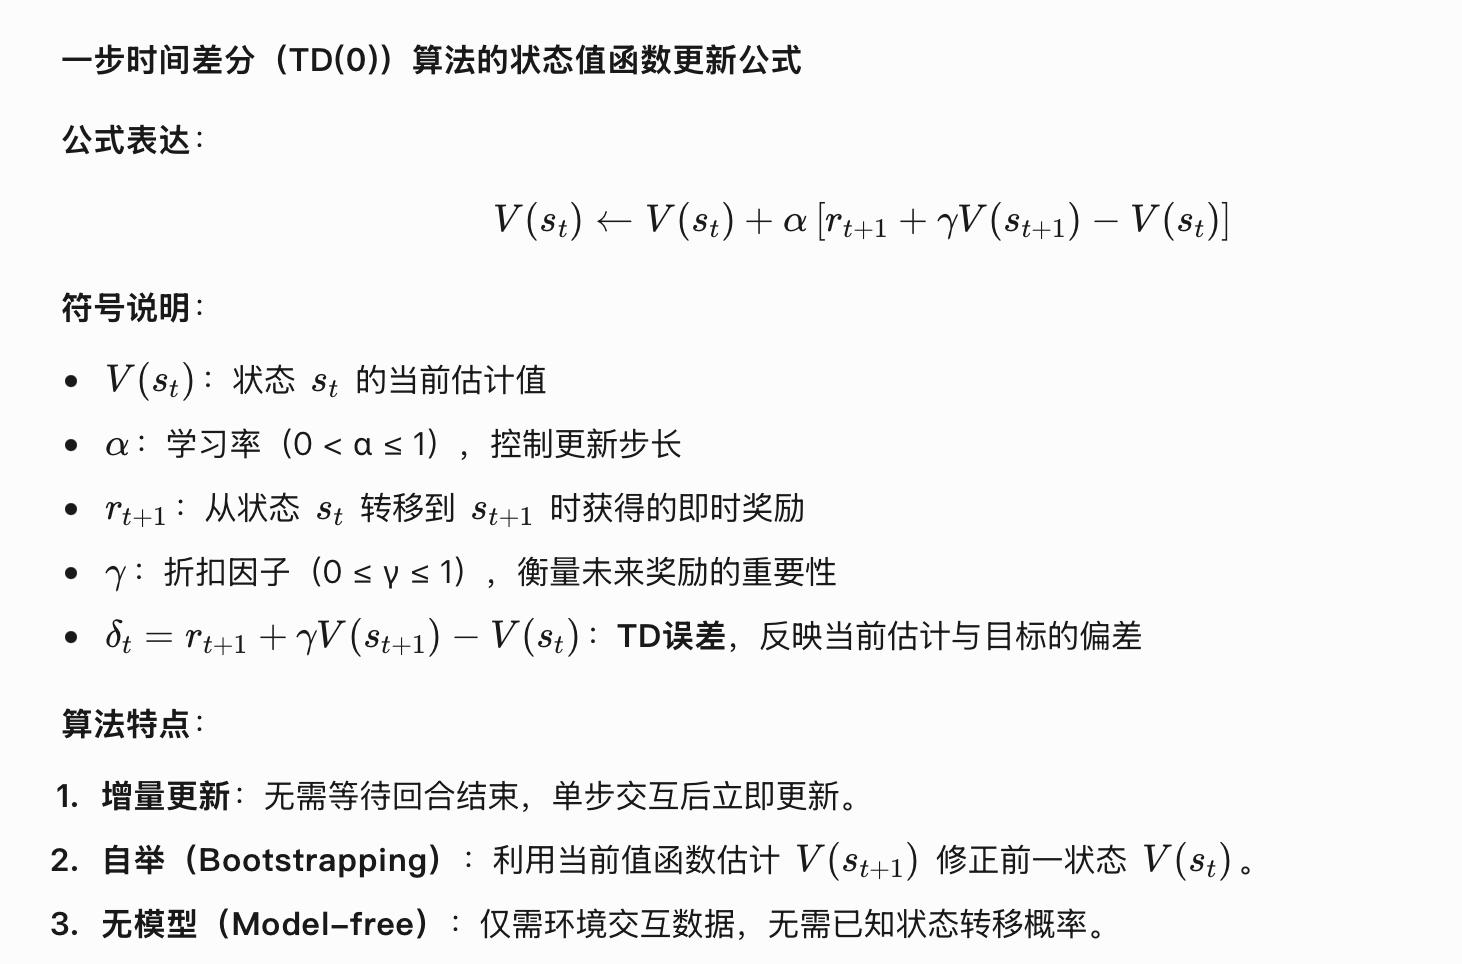 一步时间差分（TD(0)）算法的状态值函数更新公式
公式表达：
V(s_t) ← V(s_t) + α [r_{t+1} + γV(s_{t+1}) − V(s_t)]
符号说明：
• V(s_t)：状态 s_t 的当前估计值
• α：学习率（0 < α ≤ 1），控制更新步长
• r_{t+1}：从状态 s_t 转移到 s_{t+1} 时获得的即时奖励
• γ：折扣因子（0 ≤ γ ≤ 1），衡量未来奖励的重要性
• δ_t = r_{t+1} + γV(s_{t+1}) − V(s_t)：TD误差，反映当前估计与目标的偏差
算法特点：
1. 增量更新：无需等待回合结束，单步交互后立即更新。
2. 自举（Bootstrapping）：利用当前值函数估计 V(s_{t+1}) 修正前一状态 V(s_t)。
3. 无模型（Model-free）：仅需环境交互数据，无需已知状态转移概率。